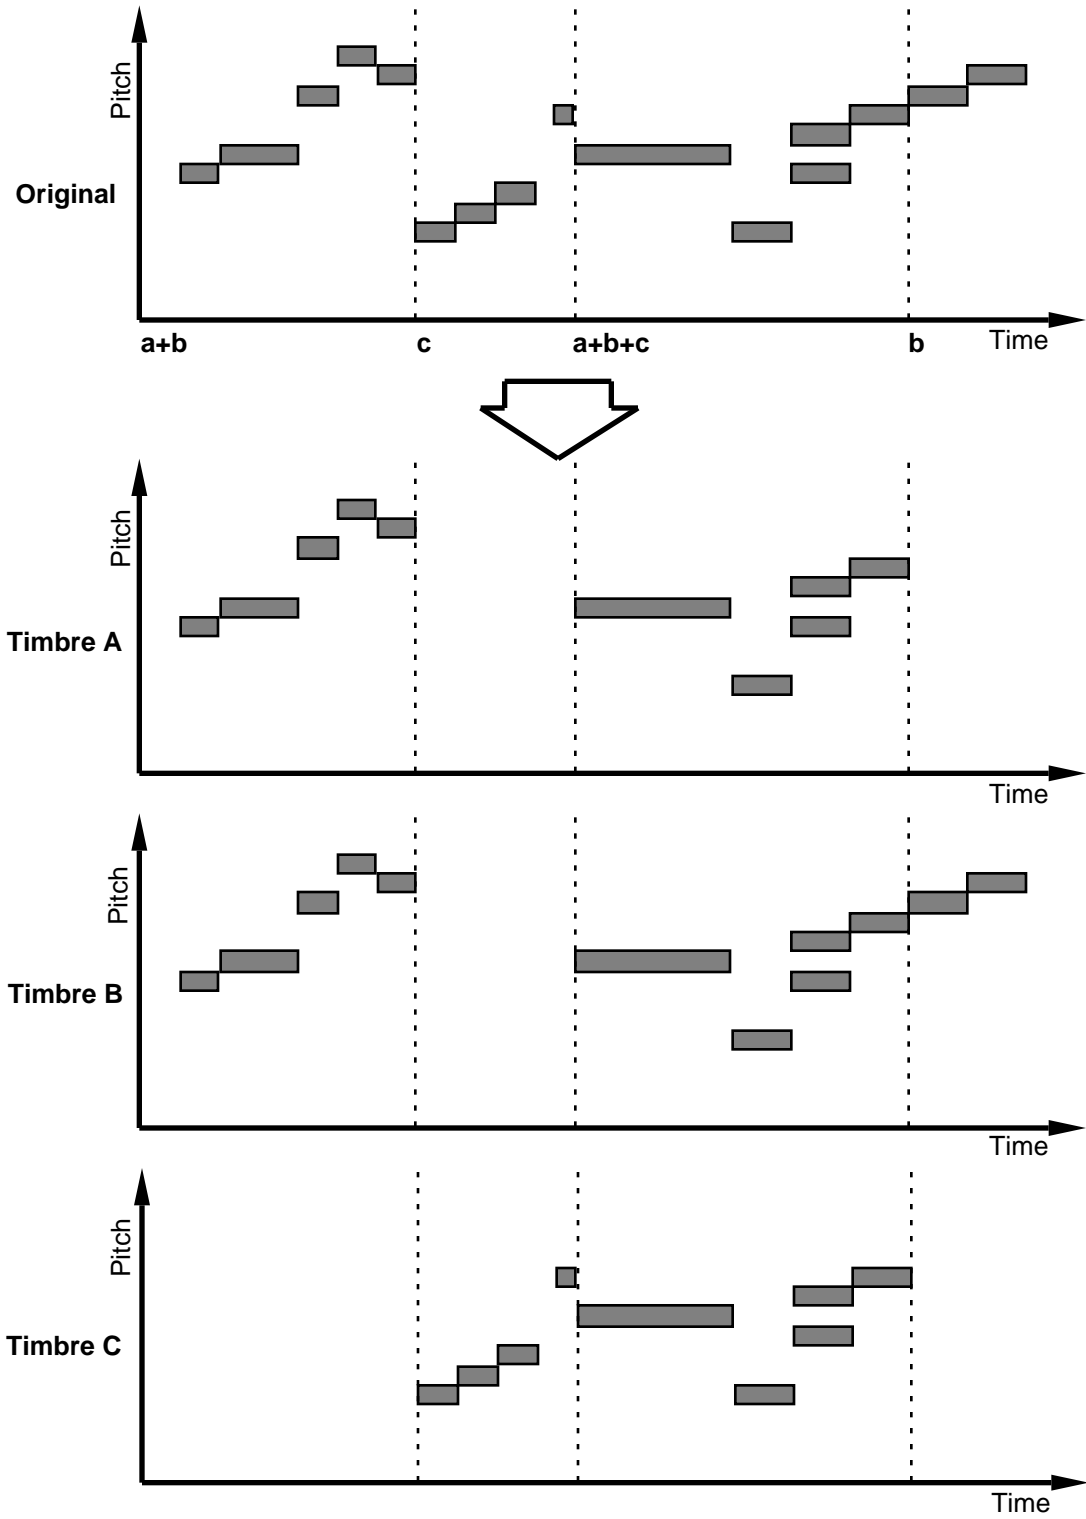 Pitch
Original
a+b
c
a+b+c
b
Time
Pitch
Timbre A
Time
Pitch
Timbre B
Time
Pitch
Timbre C
Time